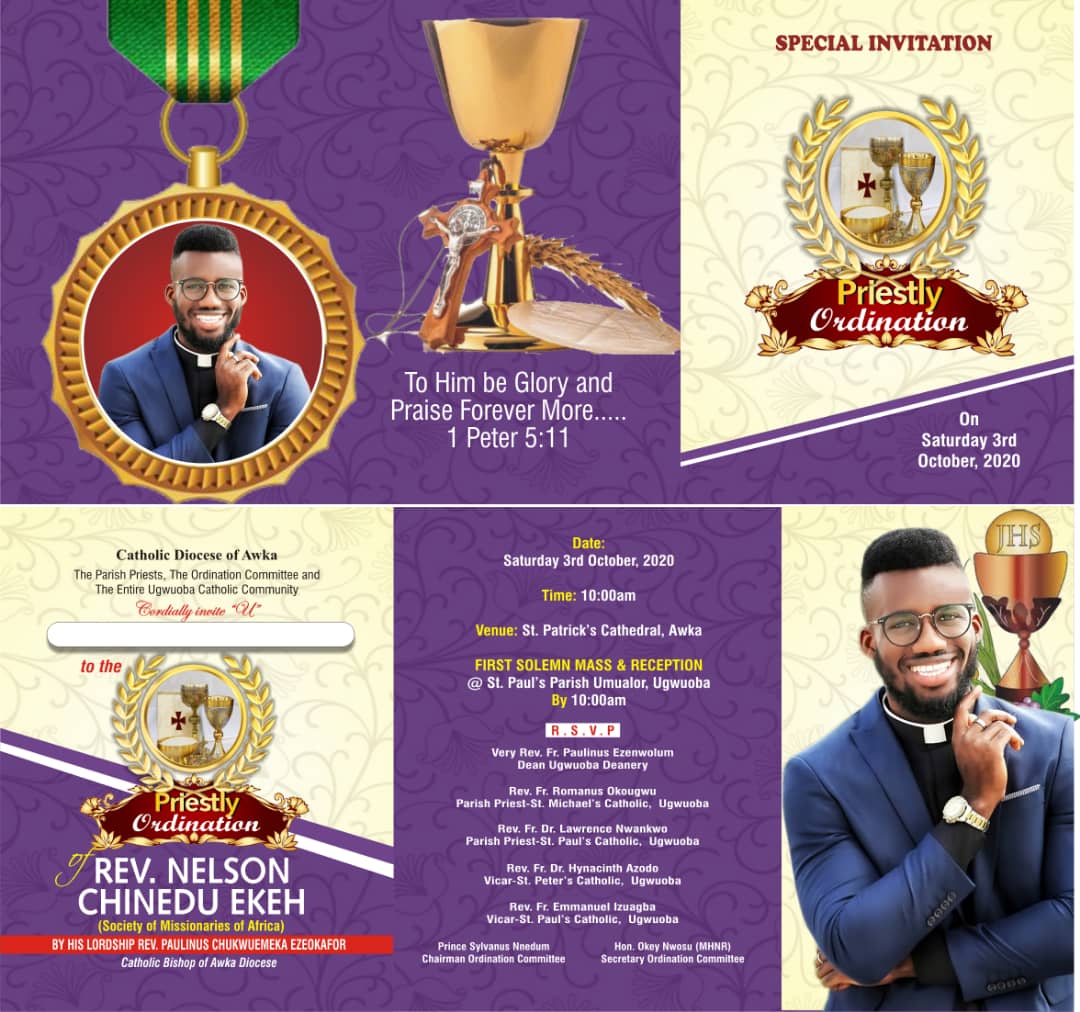 To Him be Glory and
Praise Forever More.....
1 Peter 5:11
SPECIAL INVITATION
Priestly
Ordination
On
Saturday 3rd
October, 2020
Catholic Diocese of Awka
The Parish Priests, The Ordination Committee and
The Entire Ugwuoba Catholic Community
Cordially invite "U"
to the
Priestly
Ordination
of REV. NELSON
CHINEDU EKEH
(Society of Missionaries of Africa)
BY HIS LORDSHIP REV. PAULINUS CHUKWUEMEKA EZEOKAFOR
Catholic Bishop of Awka Diocese
Date:
Saturday 3rd October, 2020
Time: 10:00am
Venue: St. Patrick's Cathedral, Awka
FIRST SOLEMN MASS & RECEPTION
@ St. Paul's Parish Umualor, Ugwuoba
By 10:00am
R.S.V.P
Very Rev. Fr. Paulinus Ezenwolum
Dean Ugwuoba Deanery
Rev. Fr. Romanus Okougwu
Parish Priest-St. Michael's Catholic, Ugwuoba
Rev. Fr. Dr. Lawrence Nwankwo
Parish Priest-St. Paul's Catholic, Ugwuoba
Rev. Fr. Dr. Hynacinth Azodo
Vicar-St. Peter's Catholic, Ugwuoba
Rev. Fr. Emmanuel Izuagba
Vicar-St. Paul's Catholic, Ugwuoba
Prince Sylvanus Nnedum
Chairman Ordination Committee
Hon. Okey Nwosu (MHNR)
Secretary Ordination Committee
JHS